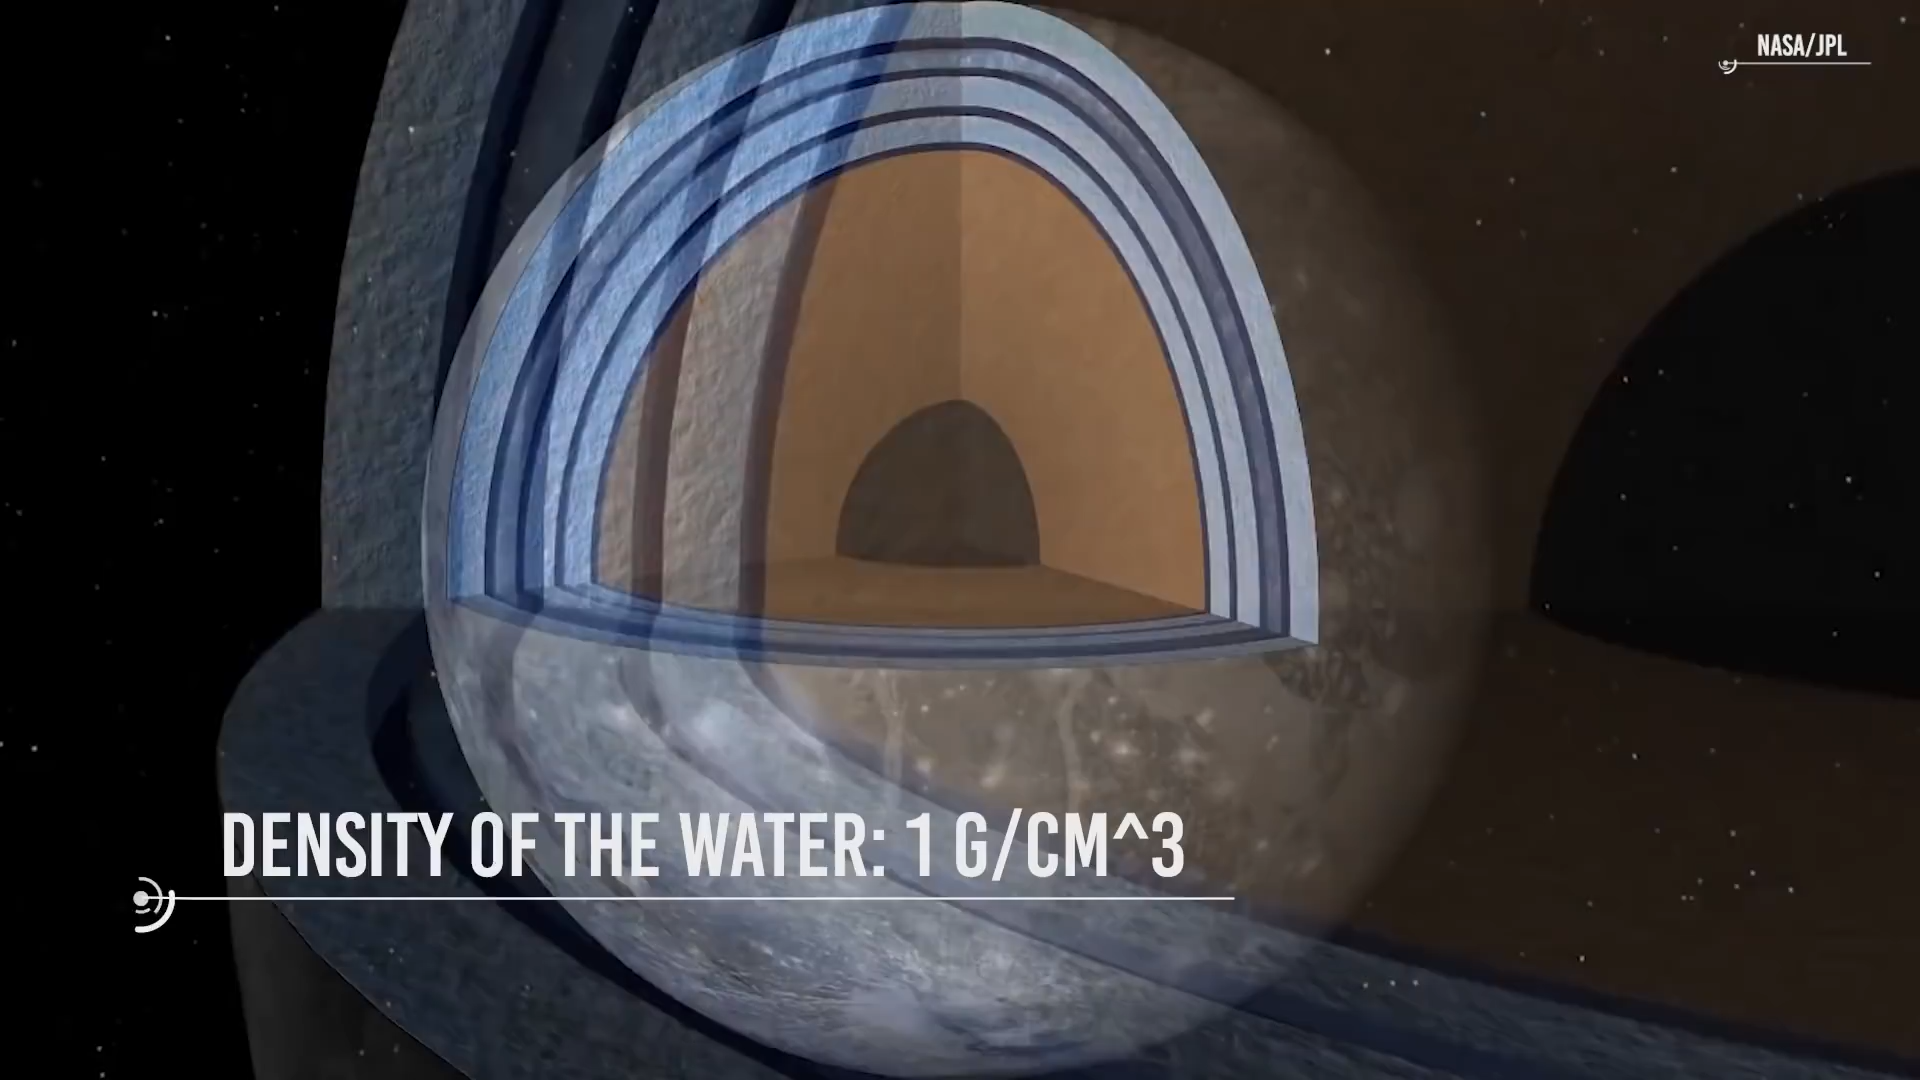 NASA/JPL
DENSITY OF THE WATER: 1 G/CM^3